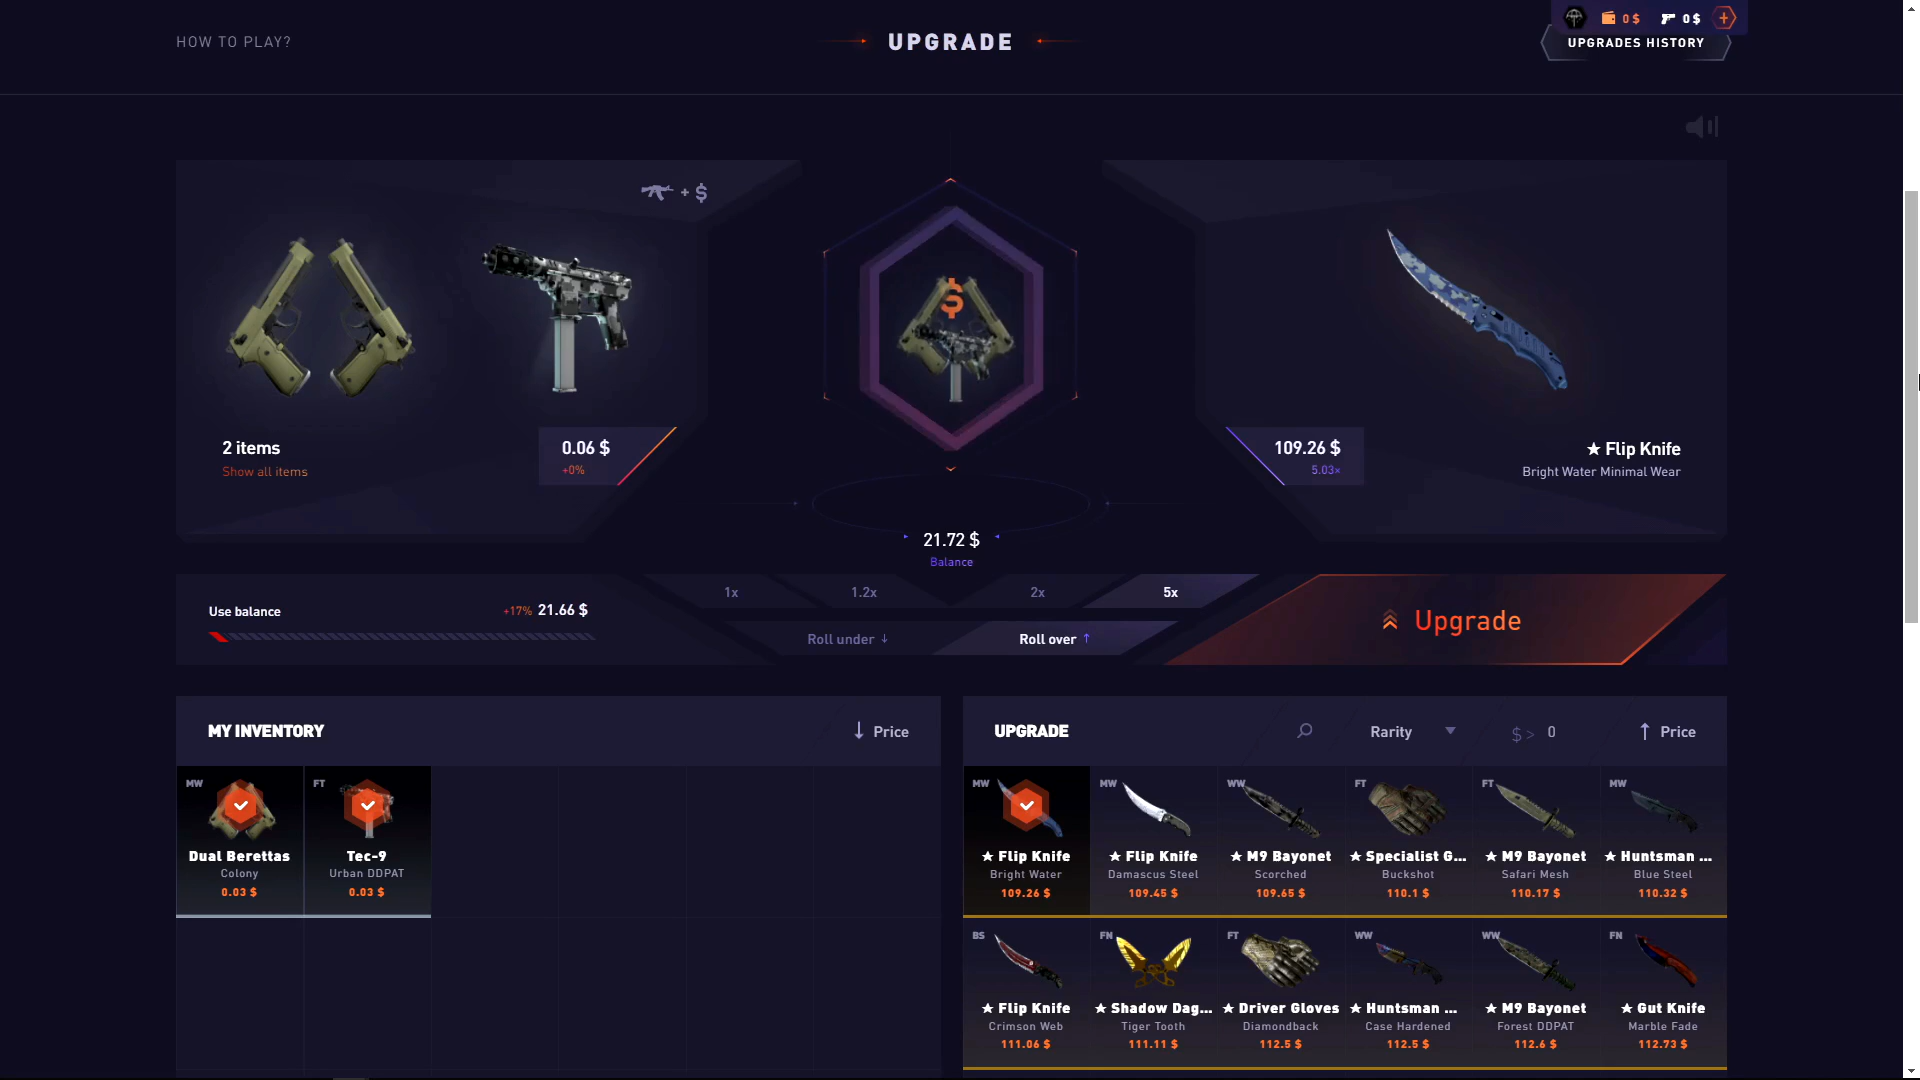 0 $ 0 $
HOW TO PLAY?
UPGRADE
UPGRADES HISTORY
+ $
2 items
Show all items
0.06 $
+0%
109.26 $
5.03×
★ Flip Knife
Bright Water Minimal Wear
21.72 $
Balance
Use balance
+17% 21.66 $
1x 1.2x 2x 5x
Roll under ↓ Roll over ↑
Upgrade
MY INVENTORY
↓ Price
MW FT
Dual Berettas Tec-9
Colony Urban DDPAT
0.03 $ 0.03 $
UPGRADE
Rarity
$ > 0
↑ Price
MW MW WW FT FT MW
★ Flip Knife ★ Flip Knife ★ M9 Bayonet ★ Specialist G... ★ M9 Bayonet ★ Huntsman ...
Bright Water Damascus Steel Scorched Buckshot Safari Mesh Blue Steel
109.26 $ 109.45 $ 109.65 $ 110.1 $ 110.17 $ 110.32 $
BS FN FT WW WW FN
★ Flip Knife ★ Shadow Dag... ★ Driver Gloves ★ Huntsman ... ★ M9 Bayonet ★ Gut Knife
Crimson Web Tiger Tooth Diamondback Case Hardened Forest DDPAT Marble Fade
111.06 $ 111.11 $ 112.5 $ 112.5 $ 112.6 $ 112.73 $